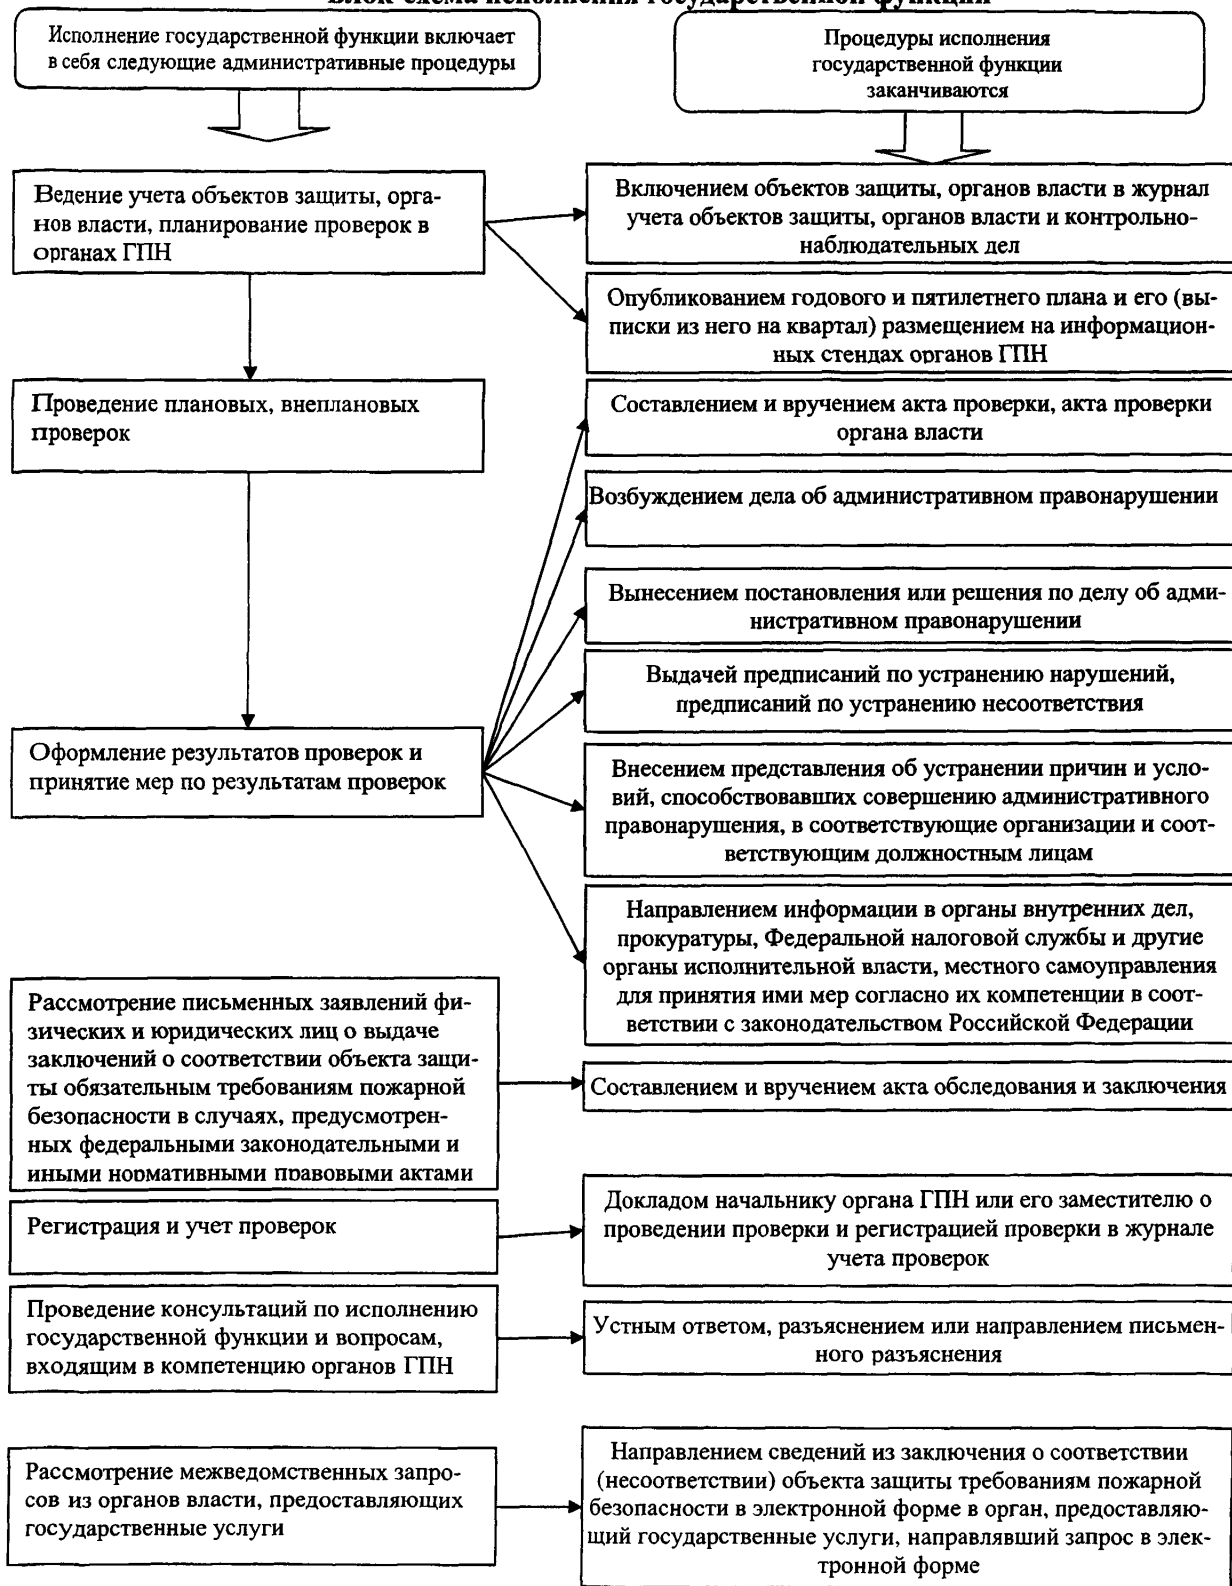 Блок-схема исполнения государственной функции
Исполнение государственной функции включает
в себя следующие административные процедуры
Процедуры исполнения
государственной функции
заканчиваются
Ведение учета объектов защиты, орга-
нов власти, планирование проверок в
органах ГПН
Включением объектов защиты, органов власти в журнал
учета объектов защиты, органов власти и контрольно-
наблюдательных дел
Опубликованием годового и пятилетнего плана и его (вы-
писки из него на квартал) размещением на информацион-
ных стендах органов ГПН
Проведение плановых, внеплановых
проверок
Составлением и вручением акта проверки, акта проверки
органа власти
Возбуждением дела об административном правонарушении
Вынесением постановления или решения по делу об адми-
нистративном правонарушении
Выдачей предписаний по устранению нарушений,
предписаний по устранению несоответствия
Оформление результатов проверок и
принятие мер по результатам проверок
Внесением представления об устранении причин и усло-
вий, способствовавших совершению административного
правонарушения, в соответствующие организации и соот-
ветствующим должностным лицам
Направлением информации в органы внутренних дел,
прокуратуры, Федеральной налоговой службы и другие
органы исполнительной власти, местного самоуправления
для принятия ими мер согласно их компетенции в соот-
ветствии с законодательством Российской Федерации
Рассмотрение письменных заявлений фи-
зических и юридических лиц о выдаче
заключений о соответствии объекта защи-
ты обязательным требованиям пожарной
безопасности в случаях, предусмотрен-
ных федеральными законодательными и
иными нормативными правовыми актами
Составлением и вручением акта обследования и заключения
Регистрация и учет проверок
Докладом начальнику органа ГПН или его заместителю о
проведении проверки и регистрацией проверки в журнале
учета проверок
Проведение консультаций по исполнению
государственной функции и вопросам,
входящим в компетенцию органов ГПН
Устным ответом, разъяснением или направлением письмен-
ного разъяснения
Рассмотрение межведомственных запро-
сов из органов власти, предоставляющих
государственные услуги
Направлением сведений из заключения о соответствии
(несоответствии) объекта защиты требованиям пожарной
безопасности в электронной форме в орган, предоставляю-
щий государственные услуги, направлявший запрос в элек-
тронной форме